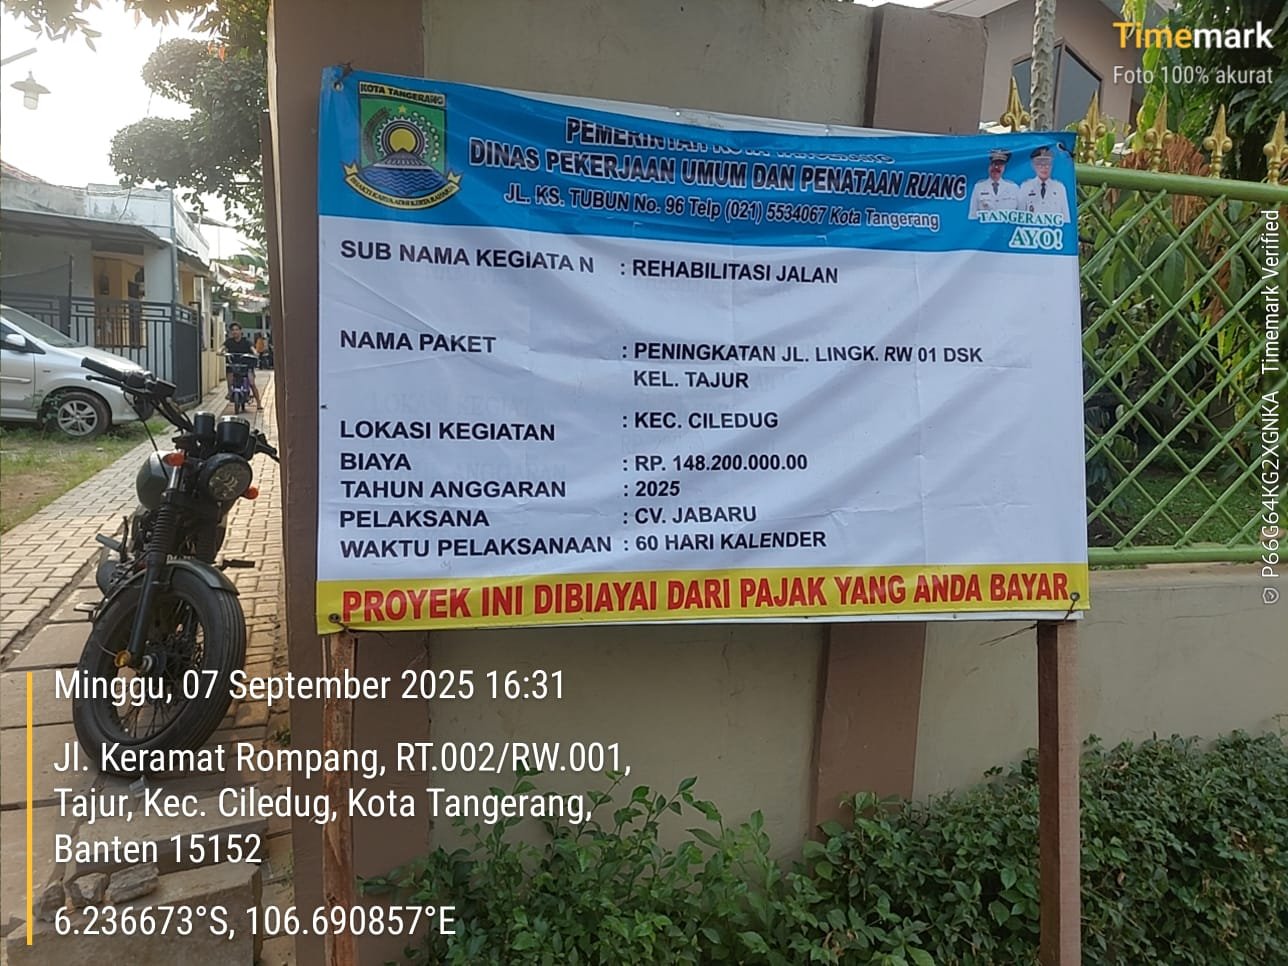 Timemark
Foto 100% akurat
KOTA TANGERANG
PEMERINTAH KOTA TANGERANG
DINAS PEKERJAAN UMUM DAN PENATAAN RUANG
JL. KS. TUBUN No. 96 Telp (021) 5534067 Kota Tangerang
TANGERANG
AYO!
SUB NAMA KEGIATA N : REHABILITASI JALAN
NAMA PAKET : PENINGKATAN JL. LINGK. RW 01 DSK
KEL. TAJUR
LOKASI KEGIATAN : KEC. CILEDUG
BIAYA : RP. 148.200.000.00
TAHUN ANGGARAN : 2025
PELAKSANA : CV. JABARU
WAKTU PELAKSANAAN : 60 HARI KALENDER
PROYEK INI DIBIAYAI DARI PAJAK YANG ANDA BAYAR
Minggu, 07 September 2025 16:31
Jl. Keramat Rompang, RT.002/RW.001,
Tajur, Kec. Ciledug, Kota Tangerang,
Banten 15152
6.236673°S, 106.690857°E
P66G64KG2XGNKA Timemark Verified